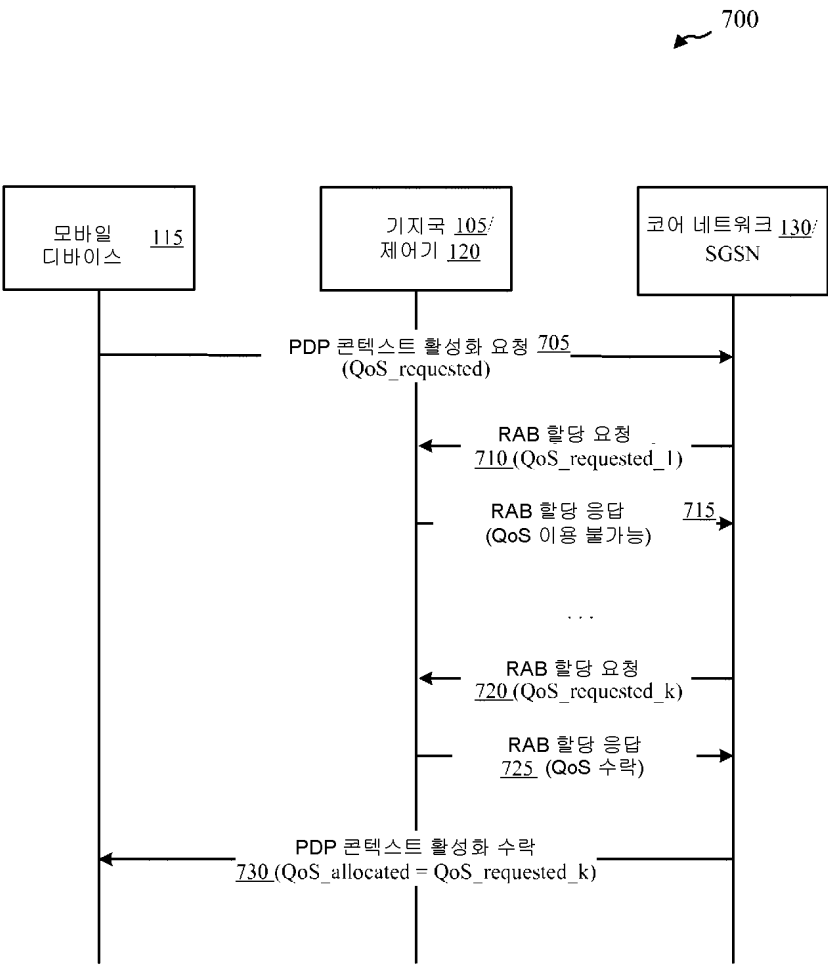 700
모바일 115
디바이스
기지국 105/
제어기 120
코어 네트워크 130/
SGSN
PDP 콘텍스트 활성화 요청 705
(QoS_requested)
RAB 할당 요청
710 (QoS_requested_1)
RAB 할당 응답 715
(QoS 이용 불가능)
...
RAB 할당 요청
720 (QoS_requested_k)
RAB 할당 응답
725 (QoS 수락)
PDP 콘텍스트 활성화 수락
730 (QoS_allocated = QoS_requested_k)